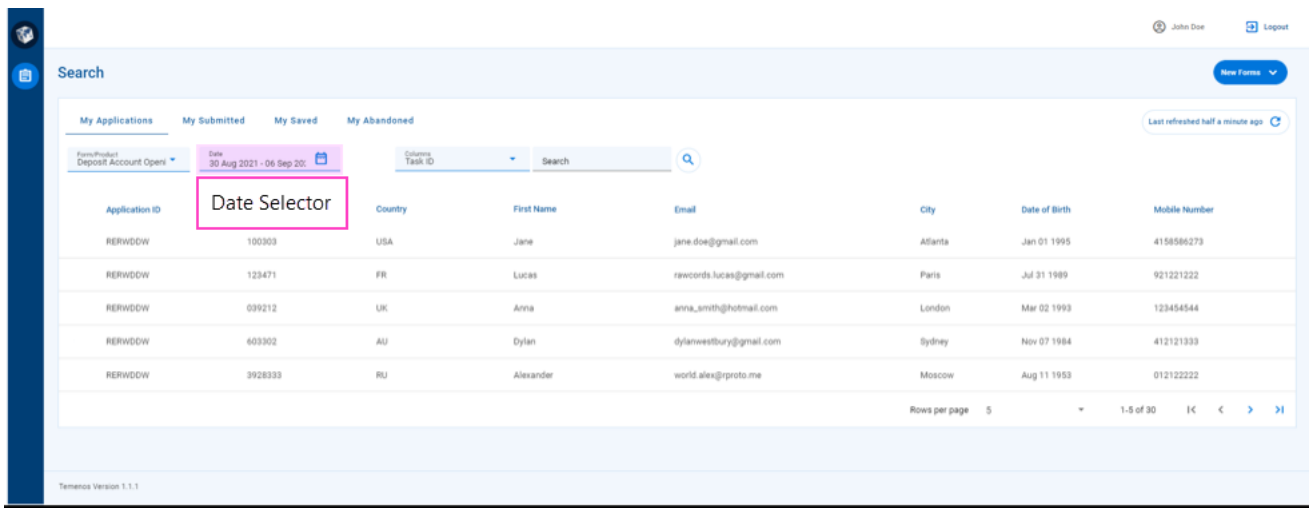 John Doe Logout
Search New Forms
My Applications My Submitted My Saved My Abandoned Last refreshed half a minute ago
Form/Product Date Columns
Deposit Account Openi 30 Aug 2021 - 06 Sep 20 Task ID Search
Date Selector
Application ID Country First Name Email City Date of Birth Mobile Number
RERWDDW 100303 USA Jane jane.doe@gmail.com Atlanta Jan 01 1995 4158586273
RERWDDW 123471 FR Lucas rawcords.lucas@gmail.com Paris Jul 31 1989 921221222
RERWDDW 039212 UK Anna anna_smith@hotmail.com London Mar 02 1993 123454544
RERWDDW 603302 AU Dylan dylanwestbury@gmail.com Sydney Nov 07 1984 412121333
RERWDDW 3928333 RU Alexander world.alex@rproto.me Moscow Aug 11 1953 012122222
Rows per page 5 1-5 of 30
Temenos Version 1.1.1